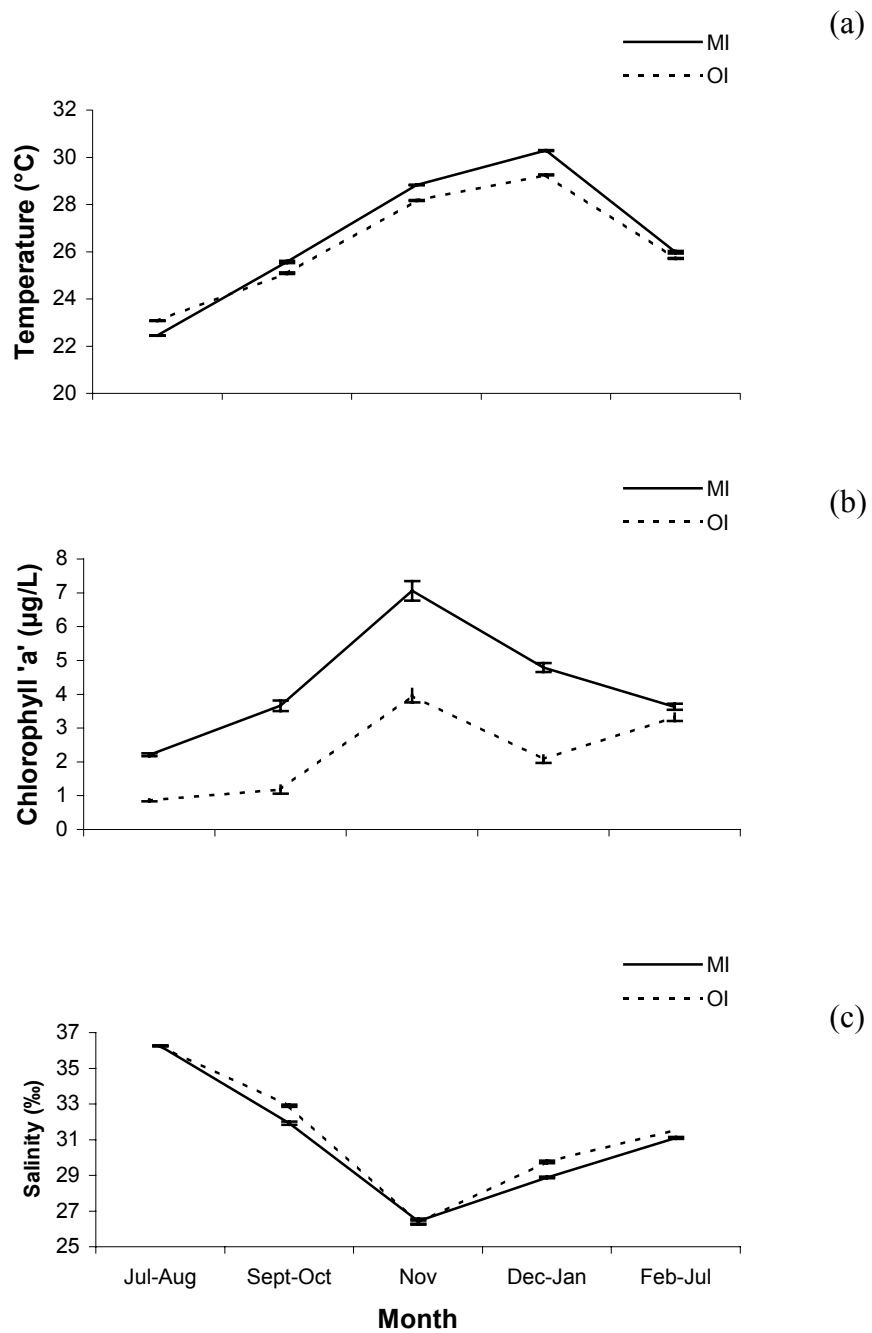 (a)
MI
OI
32
30
28
26
24
22
20
Temperature (°C)
(b)
MI
OI
8
7
6
5
4
3
2
1
0
Chlorophyll 'a' (µg/L)
(c)
MI
OI
37
35
33
31
29
27
25
Salinity (‰)
Jul-Aug Sept-Oct Nov Dec-Jan Feb-Jul
Month